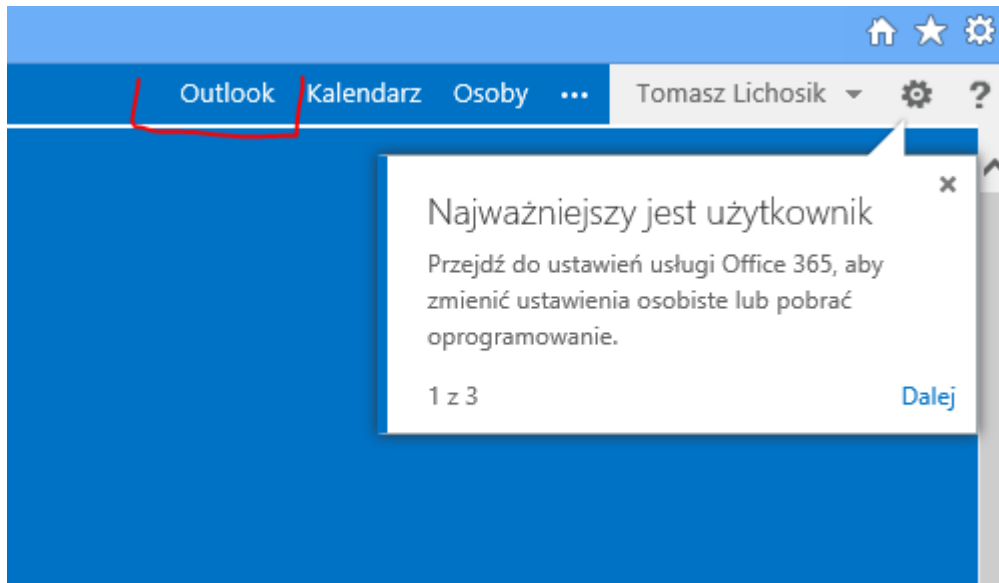 Outlook Kalendarz Osoby ••• Tomasz Lichosik ?
Najważniejszy jest użytkownik
Przejdź do ustawień usługi Office 365, aby
zmienić ustawienia osobiste lub pobrać
oprogramowanie.
1 z 3 Dalej